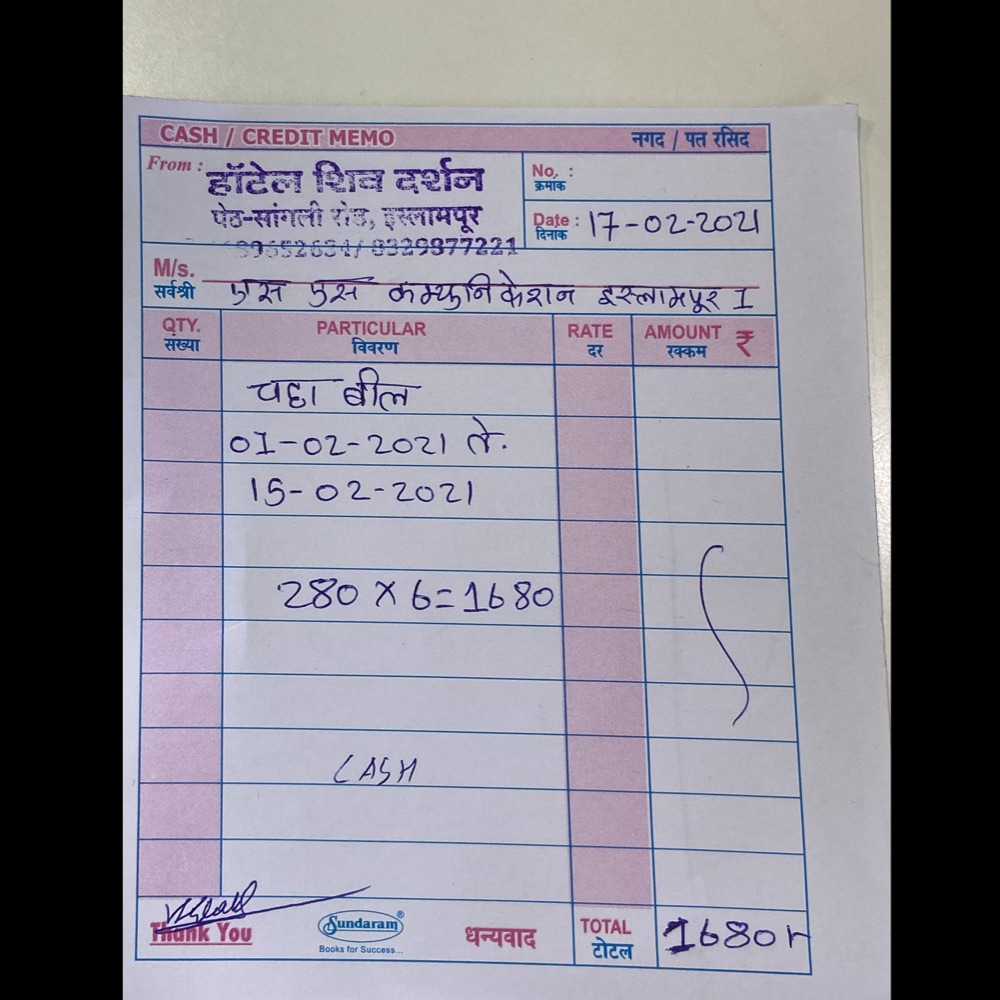 CASH / CREDIT MEMO नगद / पत रसिद
From : हॉटेल शिव दर्शन
पेठ-सांगली रोड, इस्लामपूर
8329877221
No. :
क्रमांक
Date : 17-02-2021
दिनांक
M/s.
सर्वश्री एस एस कम्युनिकेशन इस्लामपूर I
QTY. PARTICULAR RATE AMOUNT ₹
संख्या विवरण दर रक्कम
चहा बील
01-02-2021 ते.
15-02-2021
280 X 6=1680
CASH
Thank You Sundaram® धन्यवाद TOTAL 1680
Books for Success... टोटल